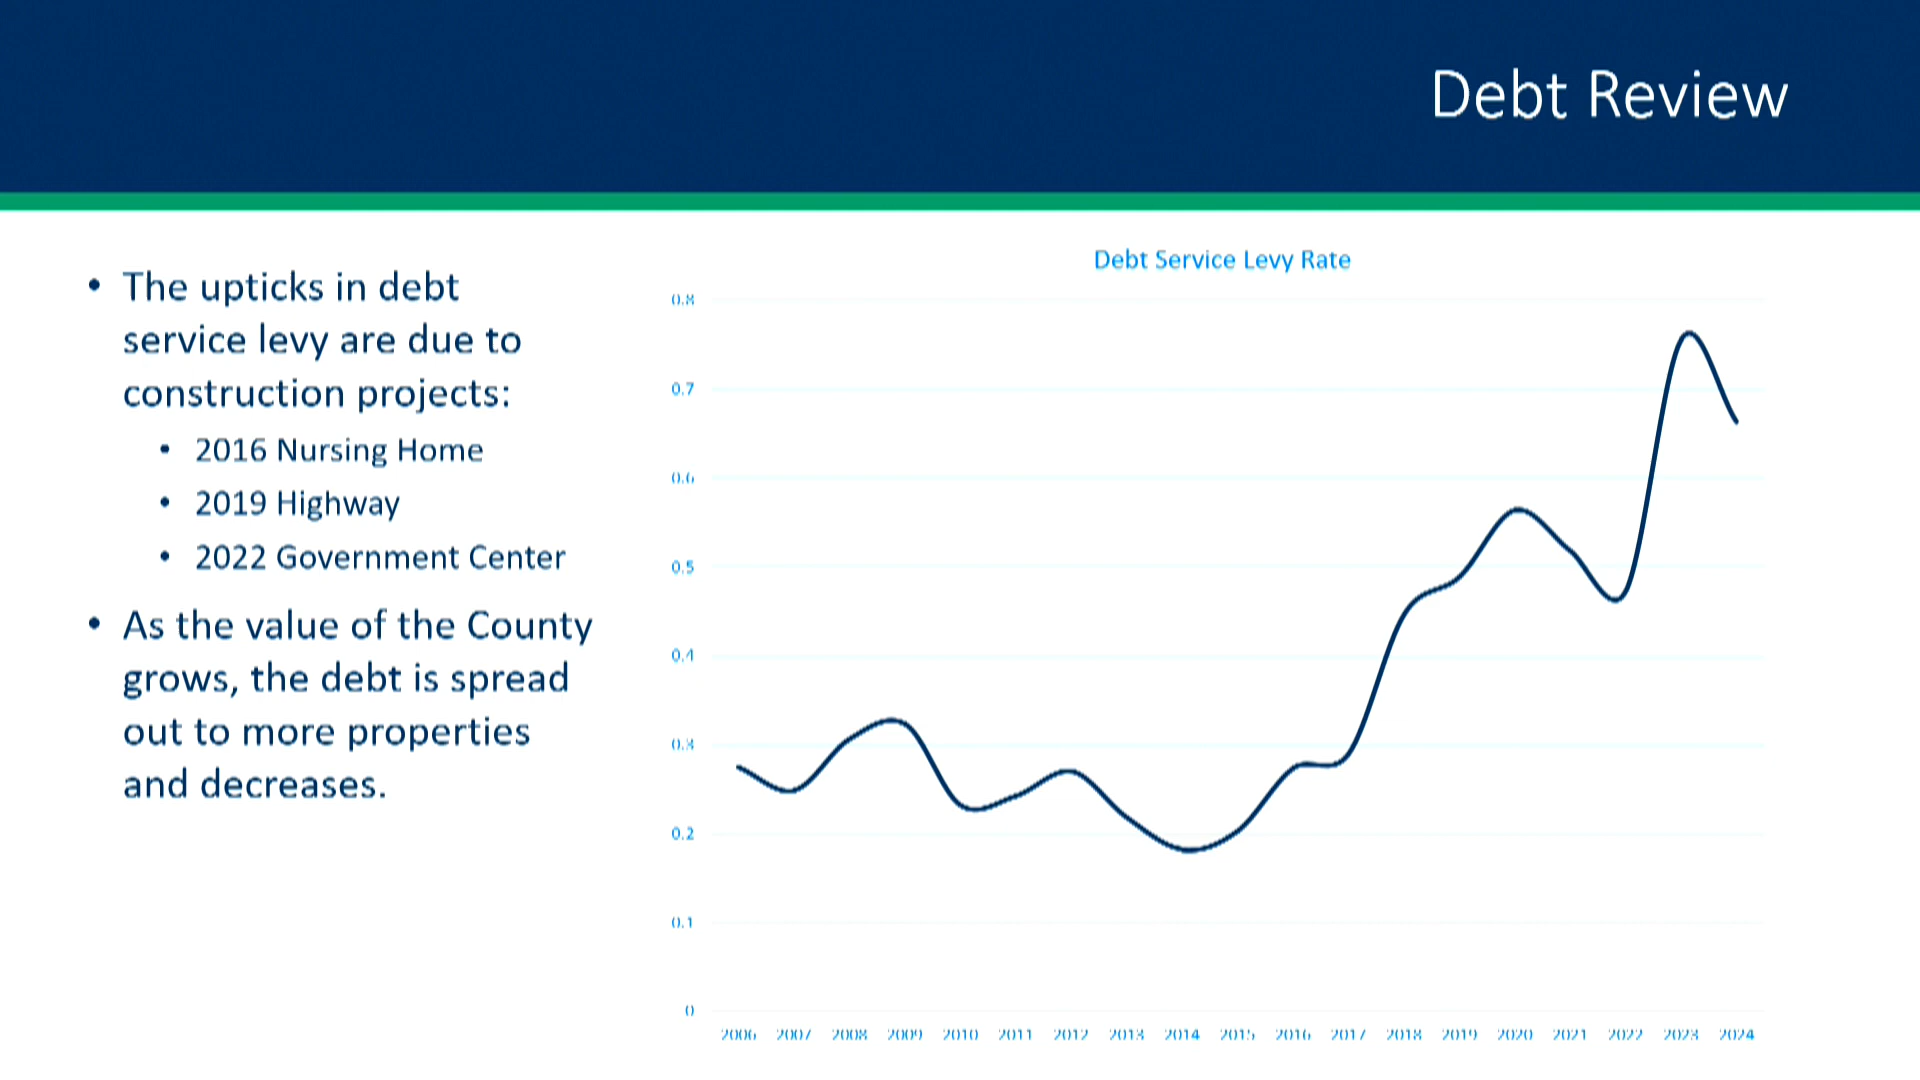 Debt Review
• The upticks in debt
service levy are due to
construction projects:
• 2016 Nursing Home
• 2019 Highway
• 2022 Government Center
• As the value of the County
grows, the debt is spread
out to more properties
and decreases.
Debt Service Levy Rate
0.8
0.7
0.6
0.5
0.4
0.3
0.2
0.1
0
2006 2007 2008 2009 2010 2011 2012 2013 2014 2015 2016 2017 2018 2019 2020 2021 2022 2023 2024